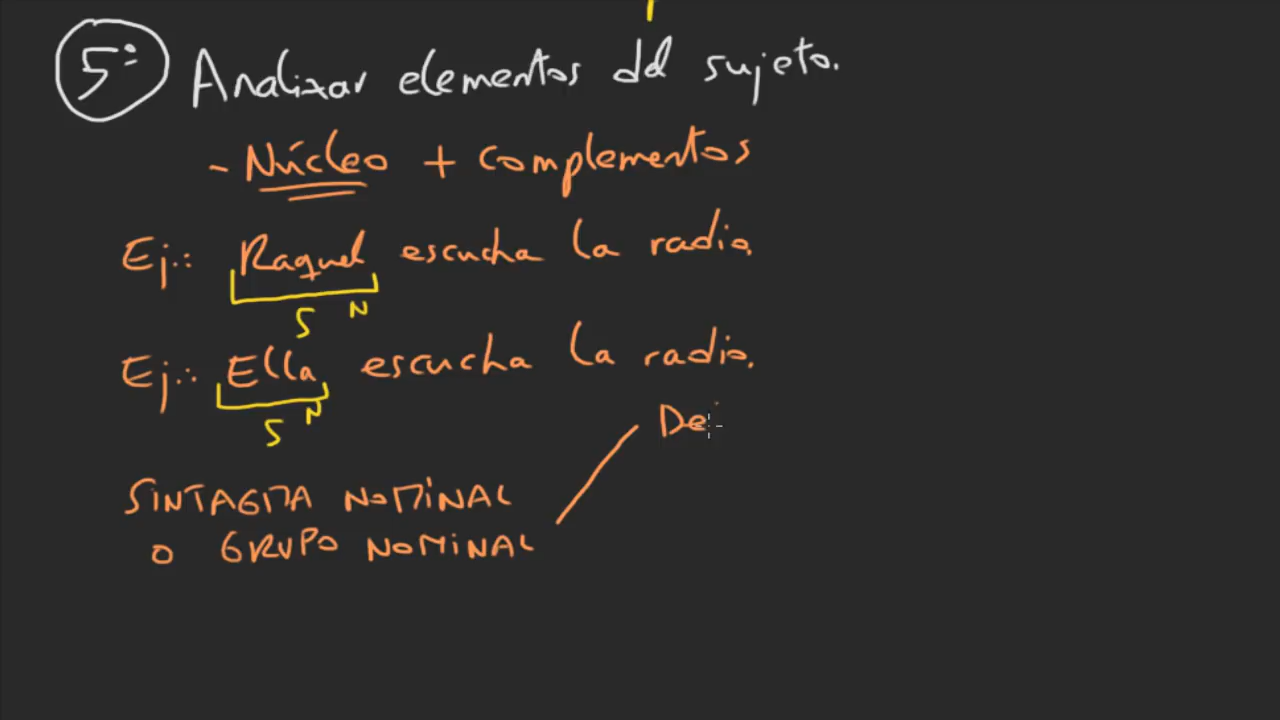 5º Analizar elementos del sujeto.
- Núcleo + complementos
Ej.: Raquel escucha la radio.
S N
Ej.: Ella escucha la radio.
S N
De
SINTAGMA NOMINAL
O GRUPO NOMINAL